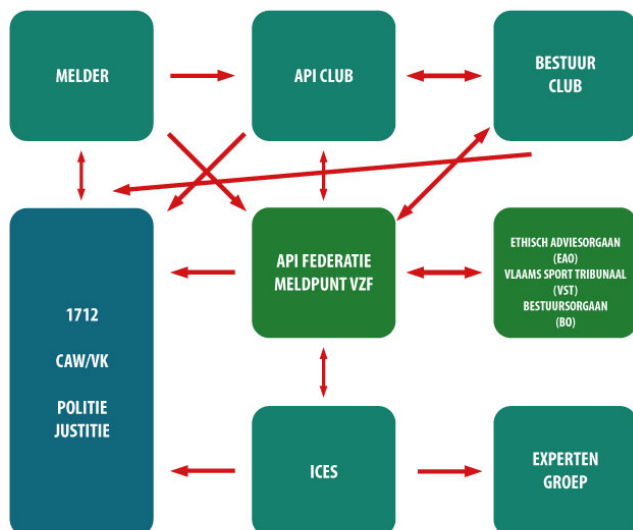 MELDER
API CLUB
BESTUUR
CLUB
1712
CAW/VK
POLITIE
JUSTITIE
API FEDERATIE
MELDPUNT VZF
ETHISCH ADVIESORGAAN
(EAO)
VLAAMS SPORT TRIBUNAAL
(VST)
BESTUURSORGAAN
(BO)
ICES
EXPERTEN
GROEP